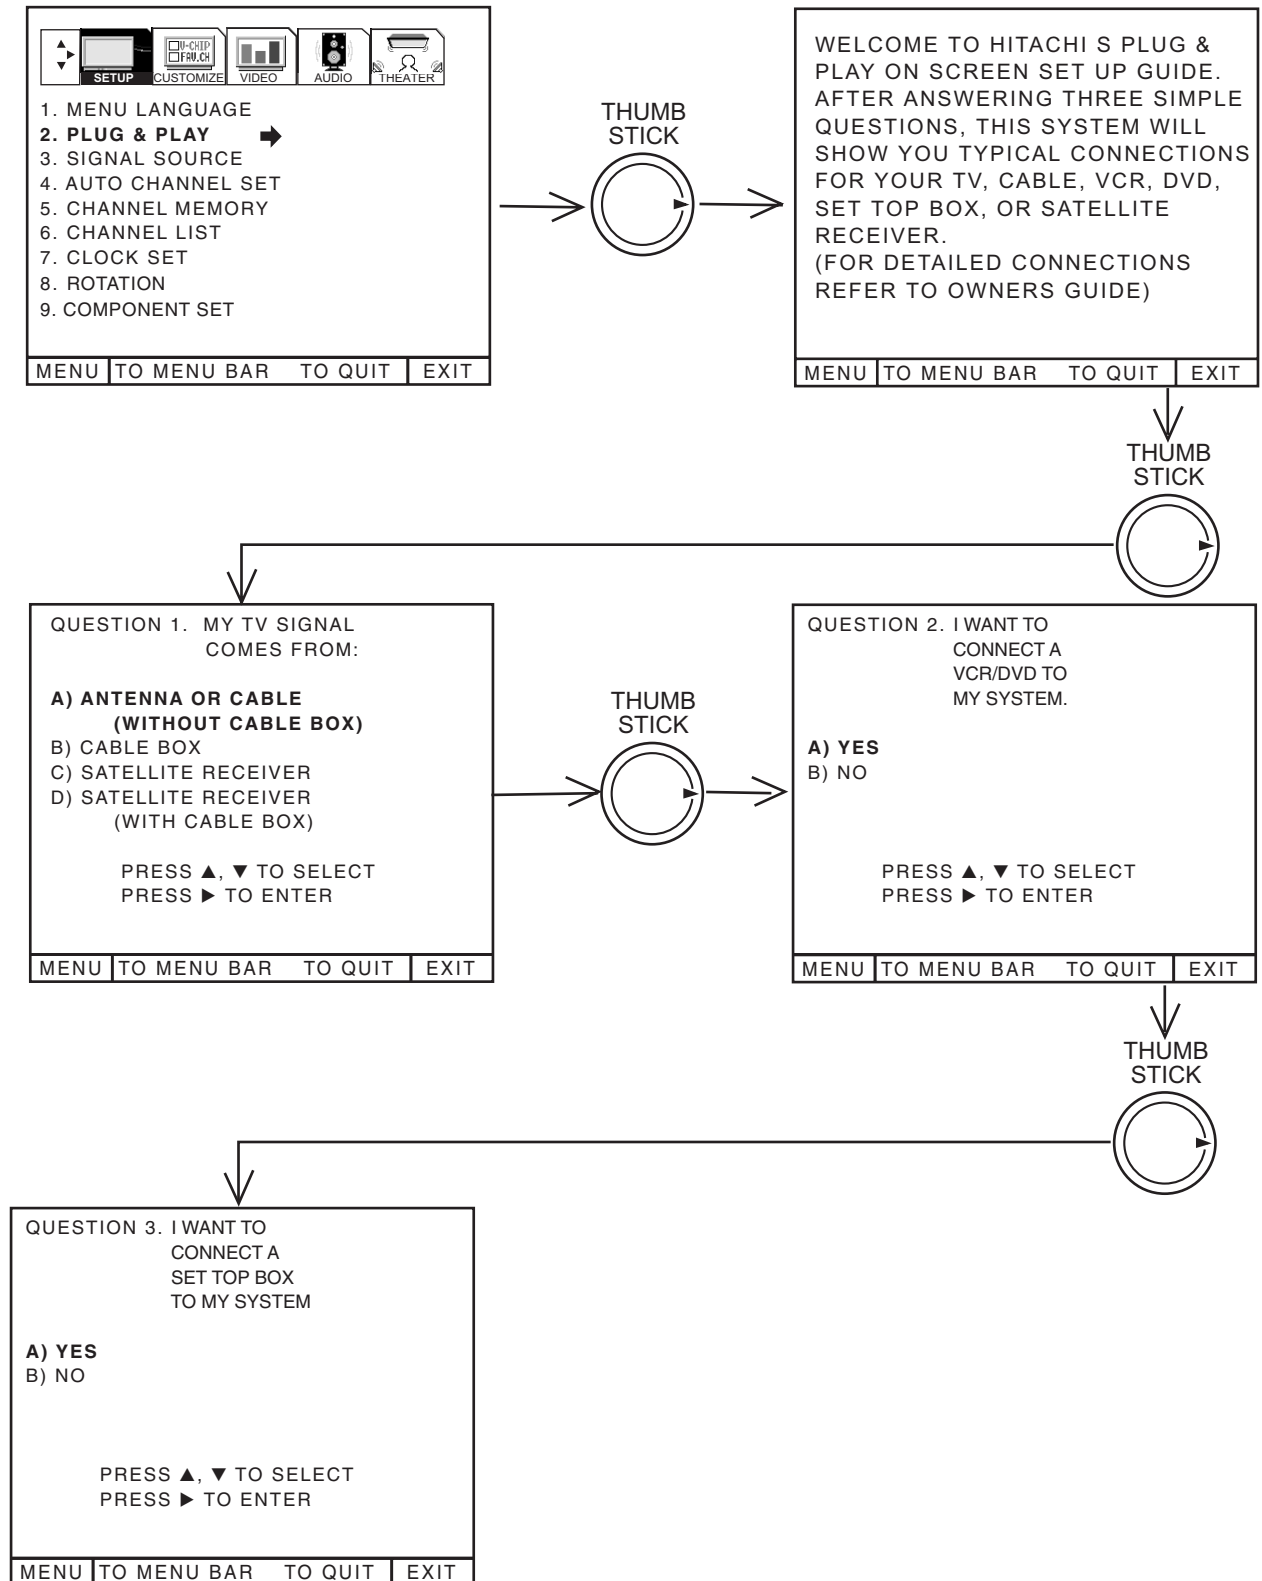 SETUP
V-CHIP
FAV.CH
CUSTOMIZE
VIDEO
AUDIO
THEATER
1. MENU LANGUAGE
2. PLUG & PLAY
3. SIGNAL SOURCE
4. AUTO CHANNEL SET
5. CHANNEL MEMORY
6. CHANNEL LIST
7. CLOCK SET
8. ROTATION
9. COMPONENT SET
MENU TO MENU BAR TO QUIT EXIT
THUMB
STICK
WELCOME TO HITACHI S PLUG &
PLAY ON SCREEN SET UP GUIDE.
AFTER ANSWERING THREE SIMPLE
QUESTIONS, THIS SYSTEM WILL
SHOW YOU TYPICAL CONNECTIONS
FOR YOUR TV, CABLE, VCR, DVD,
SET TOP BOX, OR SATELLITE
RECEIVER.
(FOR DETAILED CONNECTIONS
REFER TO OWNERS GUIDE)
MENU TO MENU BAR TO QUIT EXIT
THUMB
STICK
QUESTION 1. MY TV SIGNAL
COMES FROM:
A) ANTENNA OR CABLE
(WITHOUT CABLE BOX)
B) CABLE BOX
C) SATELLITE RECEIVER
D) SATELLITE RECEIVER
(WITH CABLE BOX)
PRESS ▲, ▼ TO SELECT
PRESS ▶ TO ENTER
MENU TO MENU BAR TO QUIT EXIT
THUMB
STICK
QUESTION 2. I WANT TO
CONNECT A
VCR/DVD TO
MY SYSTEM.
A) YES
B) NO
PRESS ▲, ▼ TO SELECT
PRESS ▶ TO ENTER
MENU TO MENU BAR TO QUIT EXIT
THUMB
STICK
QUESTION 3. I WANT TO
CONNECT A
SET TOP BOX
TO MY SYSTEM
A) YES
B) NO
PRESS ▲, ▼ TO SELECT
PRESS ▶ TO ENTER
MENU TO MENU BAR TO QUIT EXIT